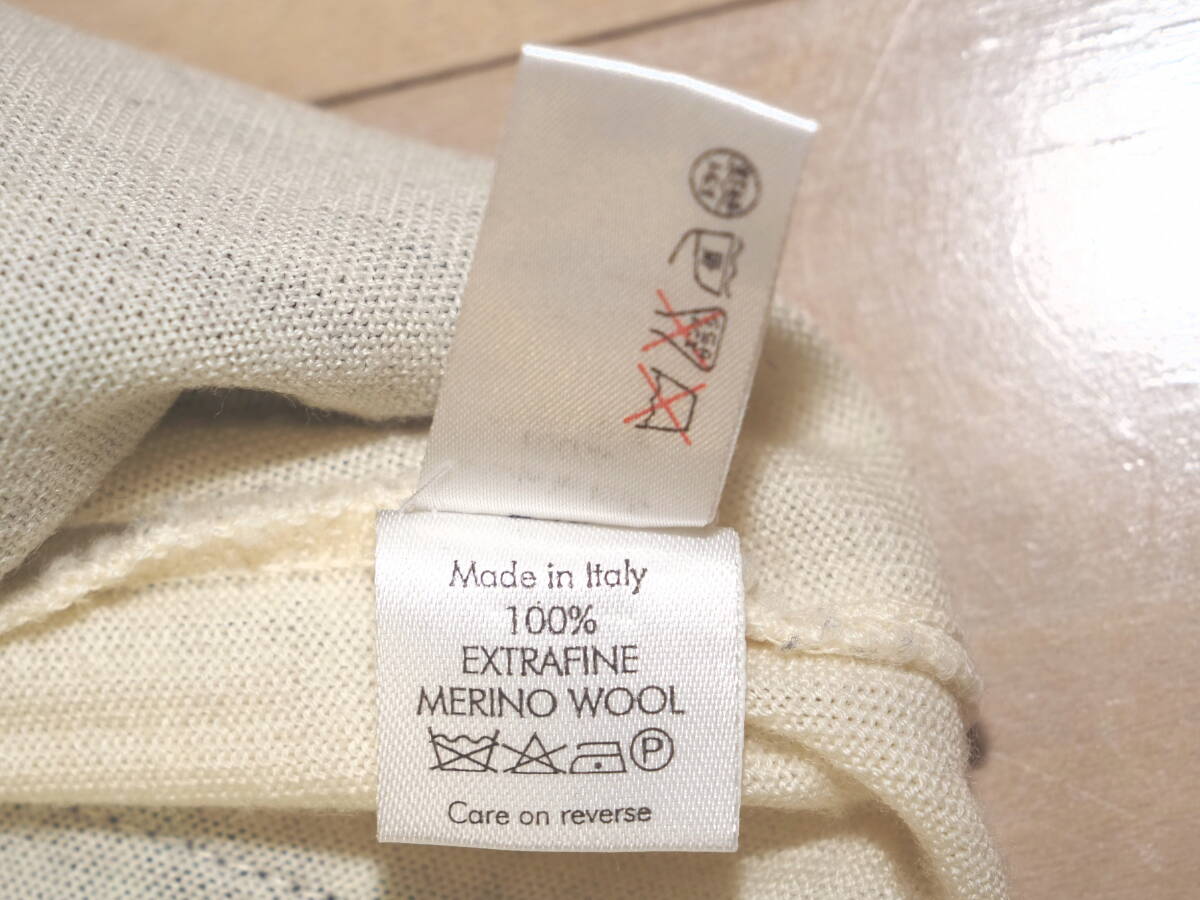 Made in Italy
100%
EXTRAFINE
MERINO WOOL
P
Care on reverse